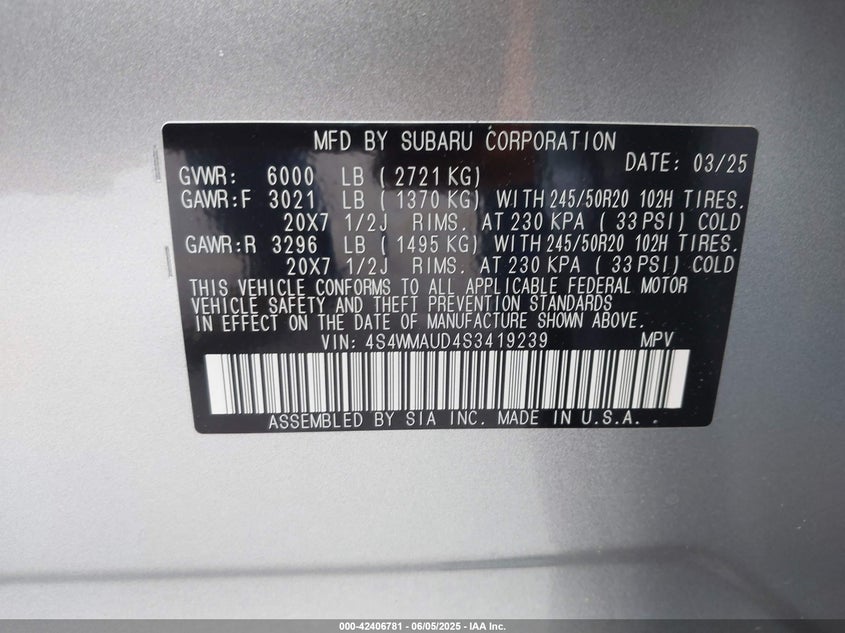 MFD BY SUBARU CORPORATION
DATE: 03/25
GVWR: 6000 LB ( 2721 KG)
GAWR:F 3021 LB ( 1370 KG) WITH 245/50R20 102H TIRES.
20X7 1/2J RIMS. AT 230 KPA ( 33 PSI) COLD
GAWR:R 3296 LB ( 1495 KG) WITH 245/50R20 102H TIRES.
20X7 1/2J RIMS. AT 230 KPA ( 33 PSI) COLD
THIS VEHICLE CONFORMS TO ALL APPLICABLE FEDERAL MOTOR
VEHICLE SAFETY AND THEFT PREVENTION STANDARDS
IN EFFECT ON THE DATE OF MANUFACTURE SHOWN ABOVE.
VIN: 4S4WMAUD4S3419239 MPV
ASSEMBLED BY SIA INC. MADE IN U.S.A. .
000-42406781 - 06/05/2025 - IAA Inc.